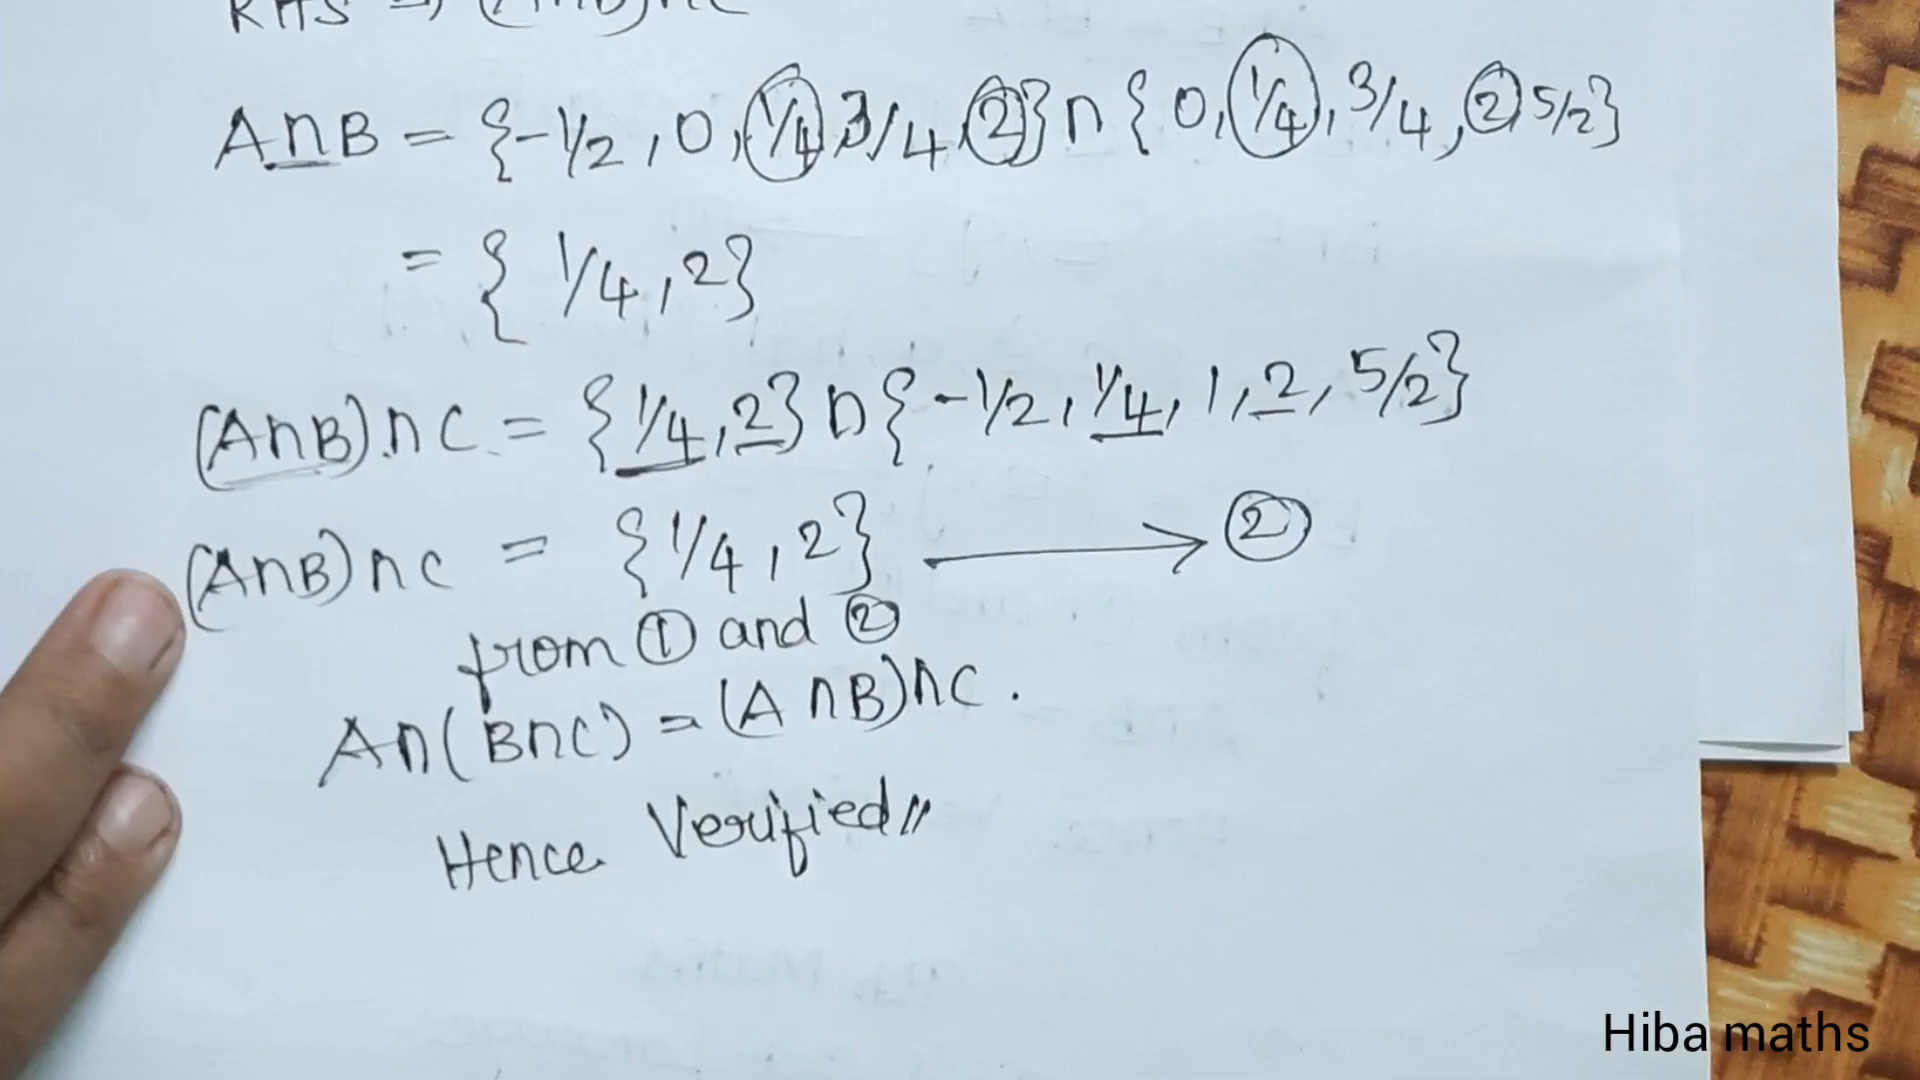 RHS ⇒ (A∩B)∩C
A∩B = {-1/2, 0, 1/4, 3/4, 2} ∩ { 0, 1/4, 3/4, 2, 5/2}
= { 1/4, 2}
(A∩B)∩C = {1/4, 2} ∩ {-1/2, 1/4, 1, 2, 5/2}
(A∩B)∩C = {1/4, 2} ⟶ ②
from ① and ②
A∩(B∩C) = (A∩B)∩C.
Hence Verified//
Hiba maths